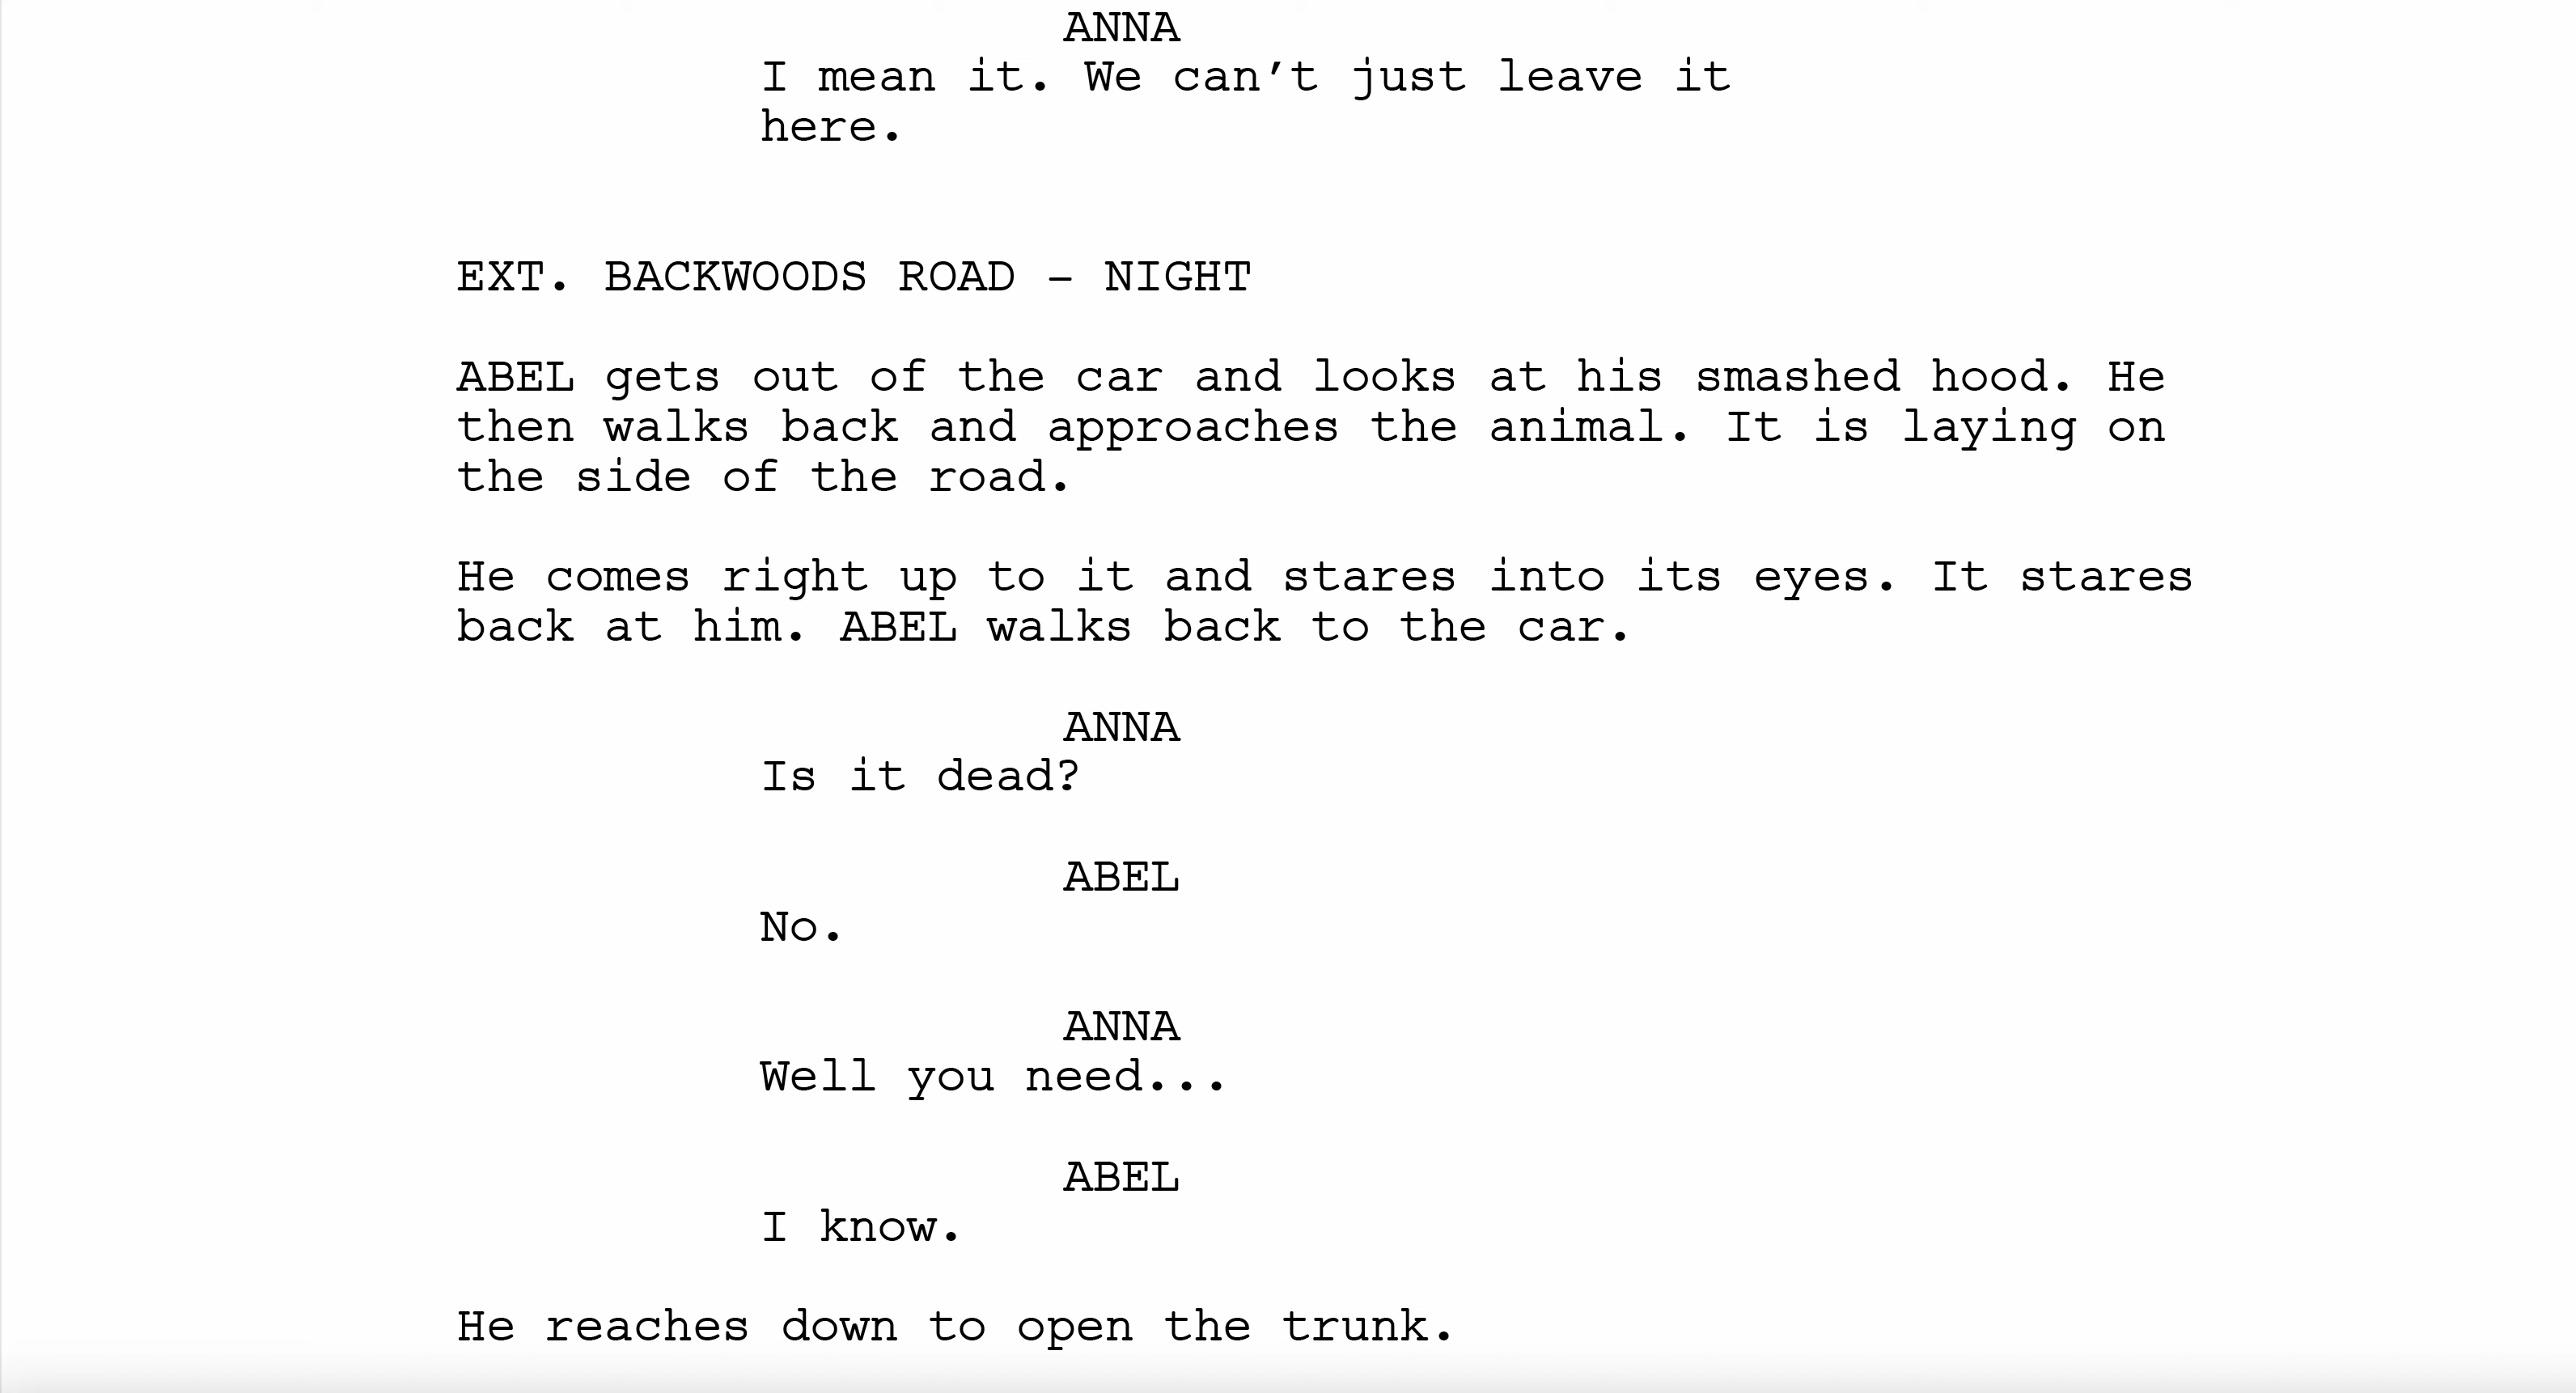 ANNA
I mean it. We can’t just leave it
here.
EXT. BACKWOODS ROAD – NIGHT
ABEL gets out of the car and looks at his smashed hood. He
then walks back and approaches the animal. It is laying on
the side of the road.
He comes right up to it and stares into its eyes. It stares
back at him. ABEL walks back to the car.
ANNA
Is it dead?
ABEL
No.
ANNA
Well you need...
ABEL
I know.
He reaches down to open the trunk.